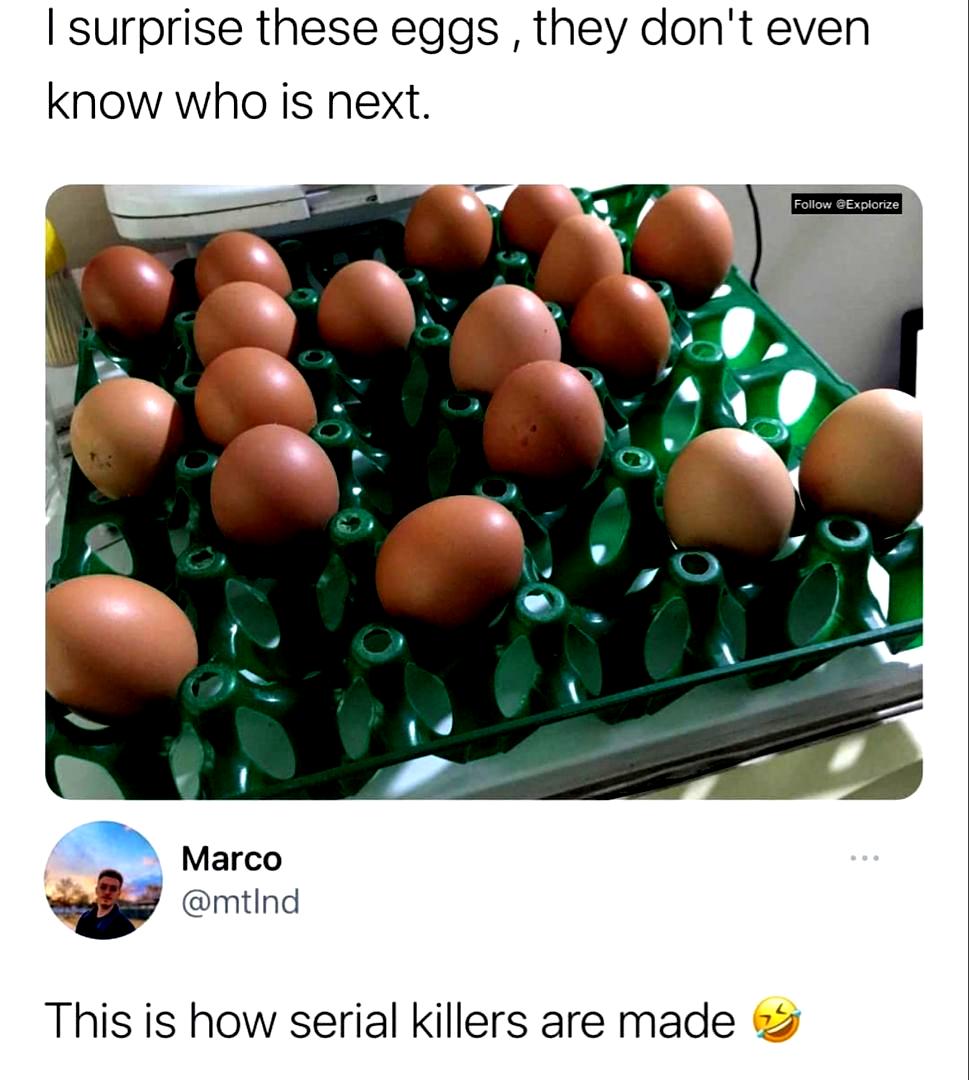 I surprise these eggs , they don't even
know who is next.
Follow @Explorize
Marco
@mtlnd
This is how serial killers are made 🤣